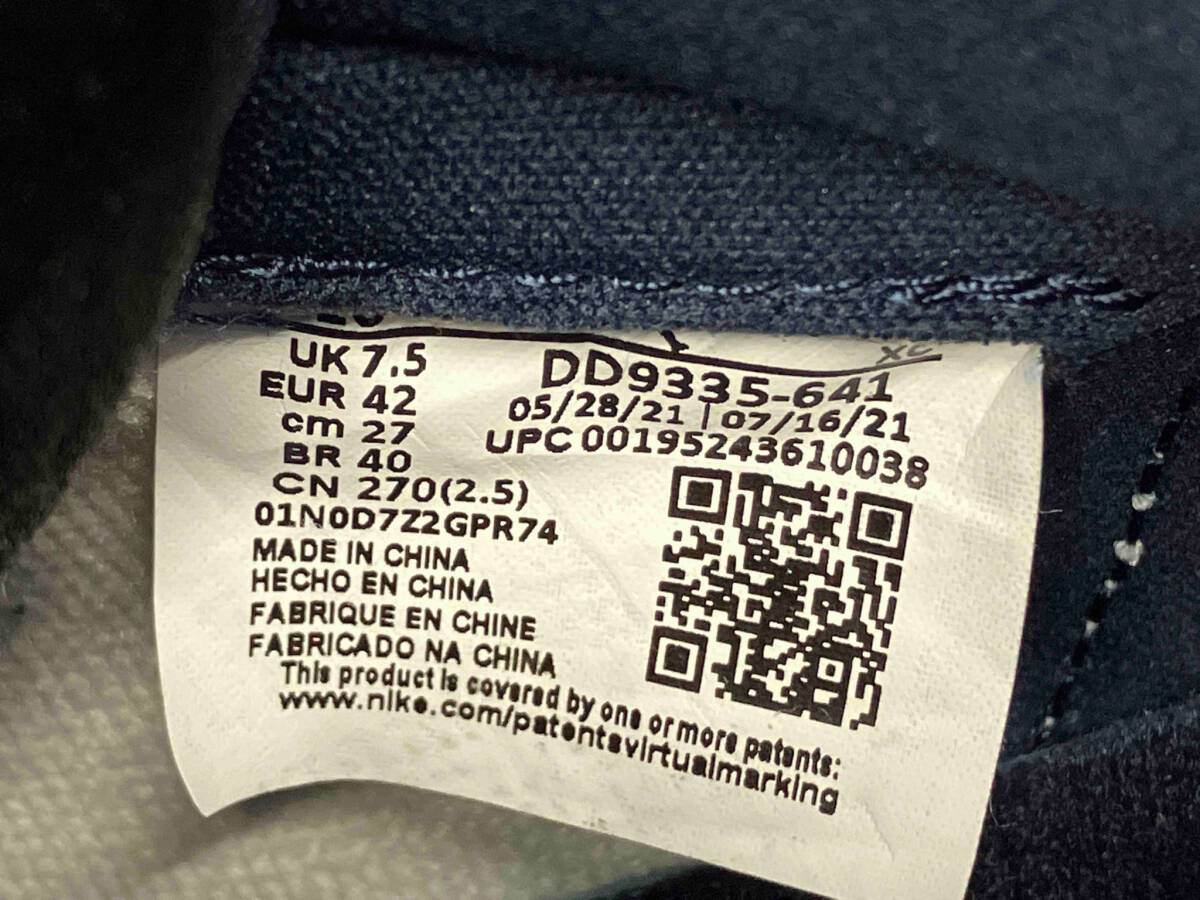 XC
UK 7.5
EUR 42
cm 27
BR 40
CN 270(2.5)
DD9335-641
05/28/21 | 07/16/21
UPC 00195243610038
01N0D7Z2GPR74
MADE IN CHINA
HECHO EN CHINA
FABRIQUE EN CHINE
FABRICADO NA CHINA
This product is covered by one or more patents:
www.nike.com/patentsvirtualmarking